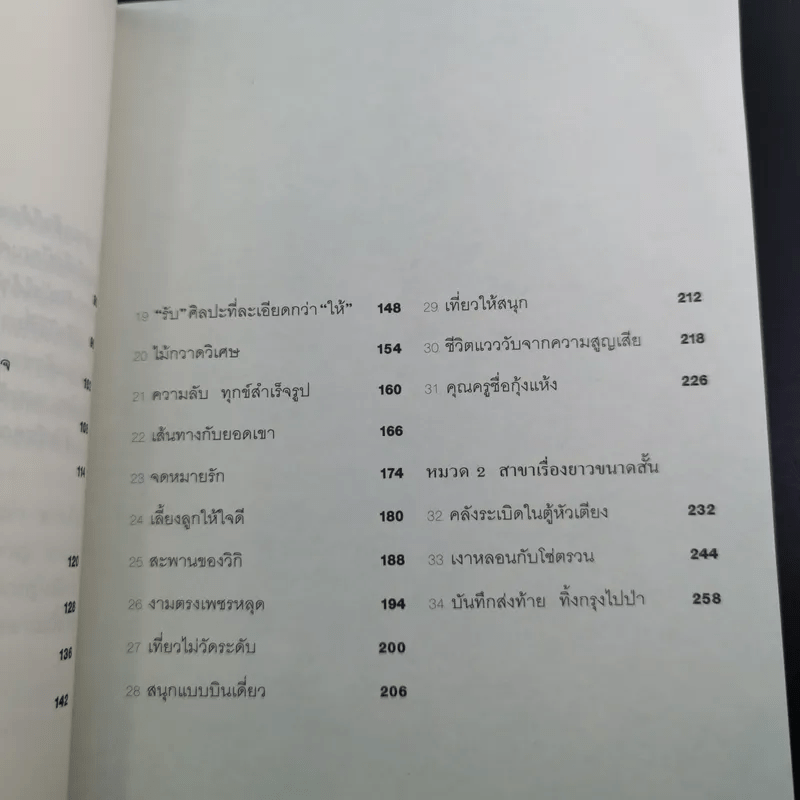 19 “รับ” ศิลปะที่ละเอียดกว่า “ให้” 148
20 ไม้กวาดวิเศษ 154
21 ความลับ ทุกข์สำเร็จรูป 160
22 เส้นทางกับยอดเขา 166
23 จดหมายรัก 174
24 เลี้ยงลูกให้ใจดี 180
25 สะพานของวิกิ 188
26 งามตรงเพชรหลุด 194
27 เที่ยวไม่วัดระดับ 200
28 สนุกแบบบินเดี่ยว 206
29 เที่ยวให้สนุก 212
30 ชีวิตแวววับจากความสูญเสีย 218
31 คุณครูชื่อกุ้งแห้ง 226
หมวด 2 สาขาเรื่องยาวขนาดสั้น
32 คลังระเบิดในตู้หัวเตียง 232
33 เงาหลอนกับโซ่ตรวน 244
34 บันทึกส่งท้าย ทิ้งกรุงไปป่า 258
114
120
128
136
142